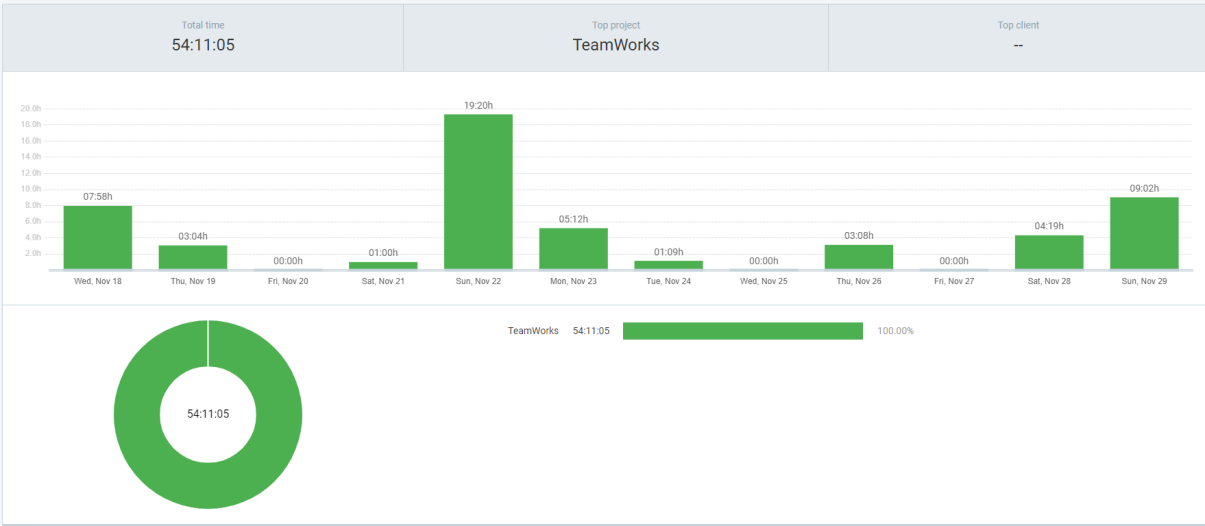 Total time
Top project
Top client
54:11:05
TeamWorks
--
20.0h
18.0h
16.0h
14.0h
12.0h
10.0h
8.0h
6.0h
4.0h
2.0h
07:58h
03:04h
00:00h
01:00h
19:20h
05:12h
01:09h
00:00h
03:08h
00:00h
04:19h
09:02h
Wed, Nov 18
Thu, Nov 19
Fri, Nov 20
Sat, Nov 21
Sun, Nov 22
Mon, Nov 23
Tue, Nov 24
Wed, Nov 25
Thu, Nov 26
Fri, Nov 27
Sat, Nov 28
Sun, Nov 29
TeamWorks 54:11:05 100.00%
54:11:05